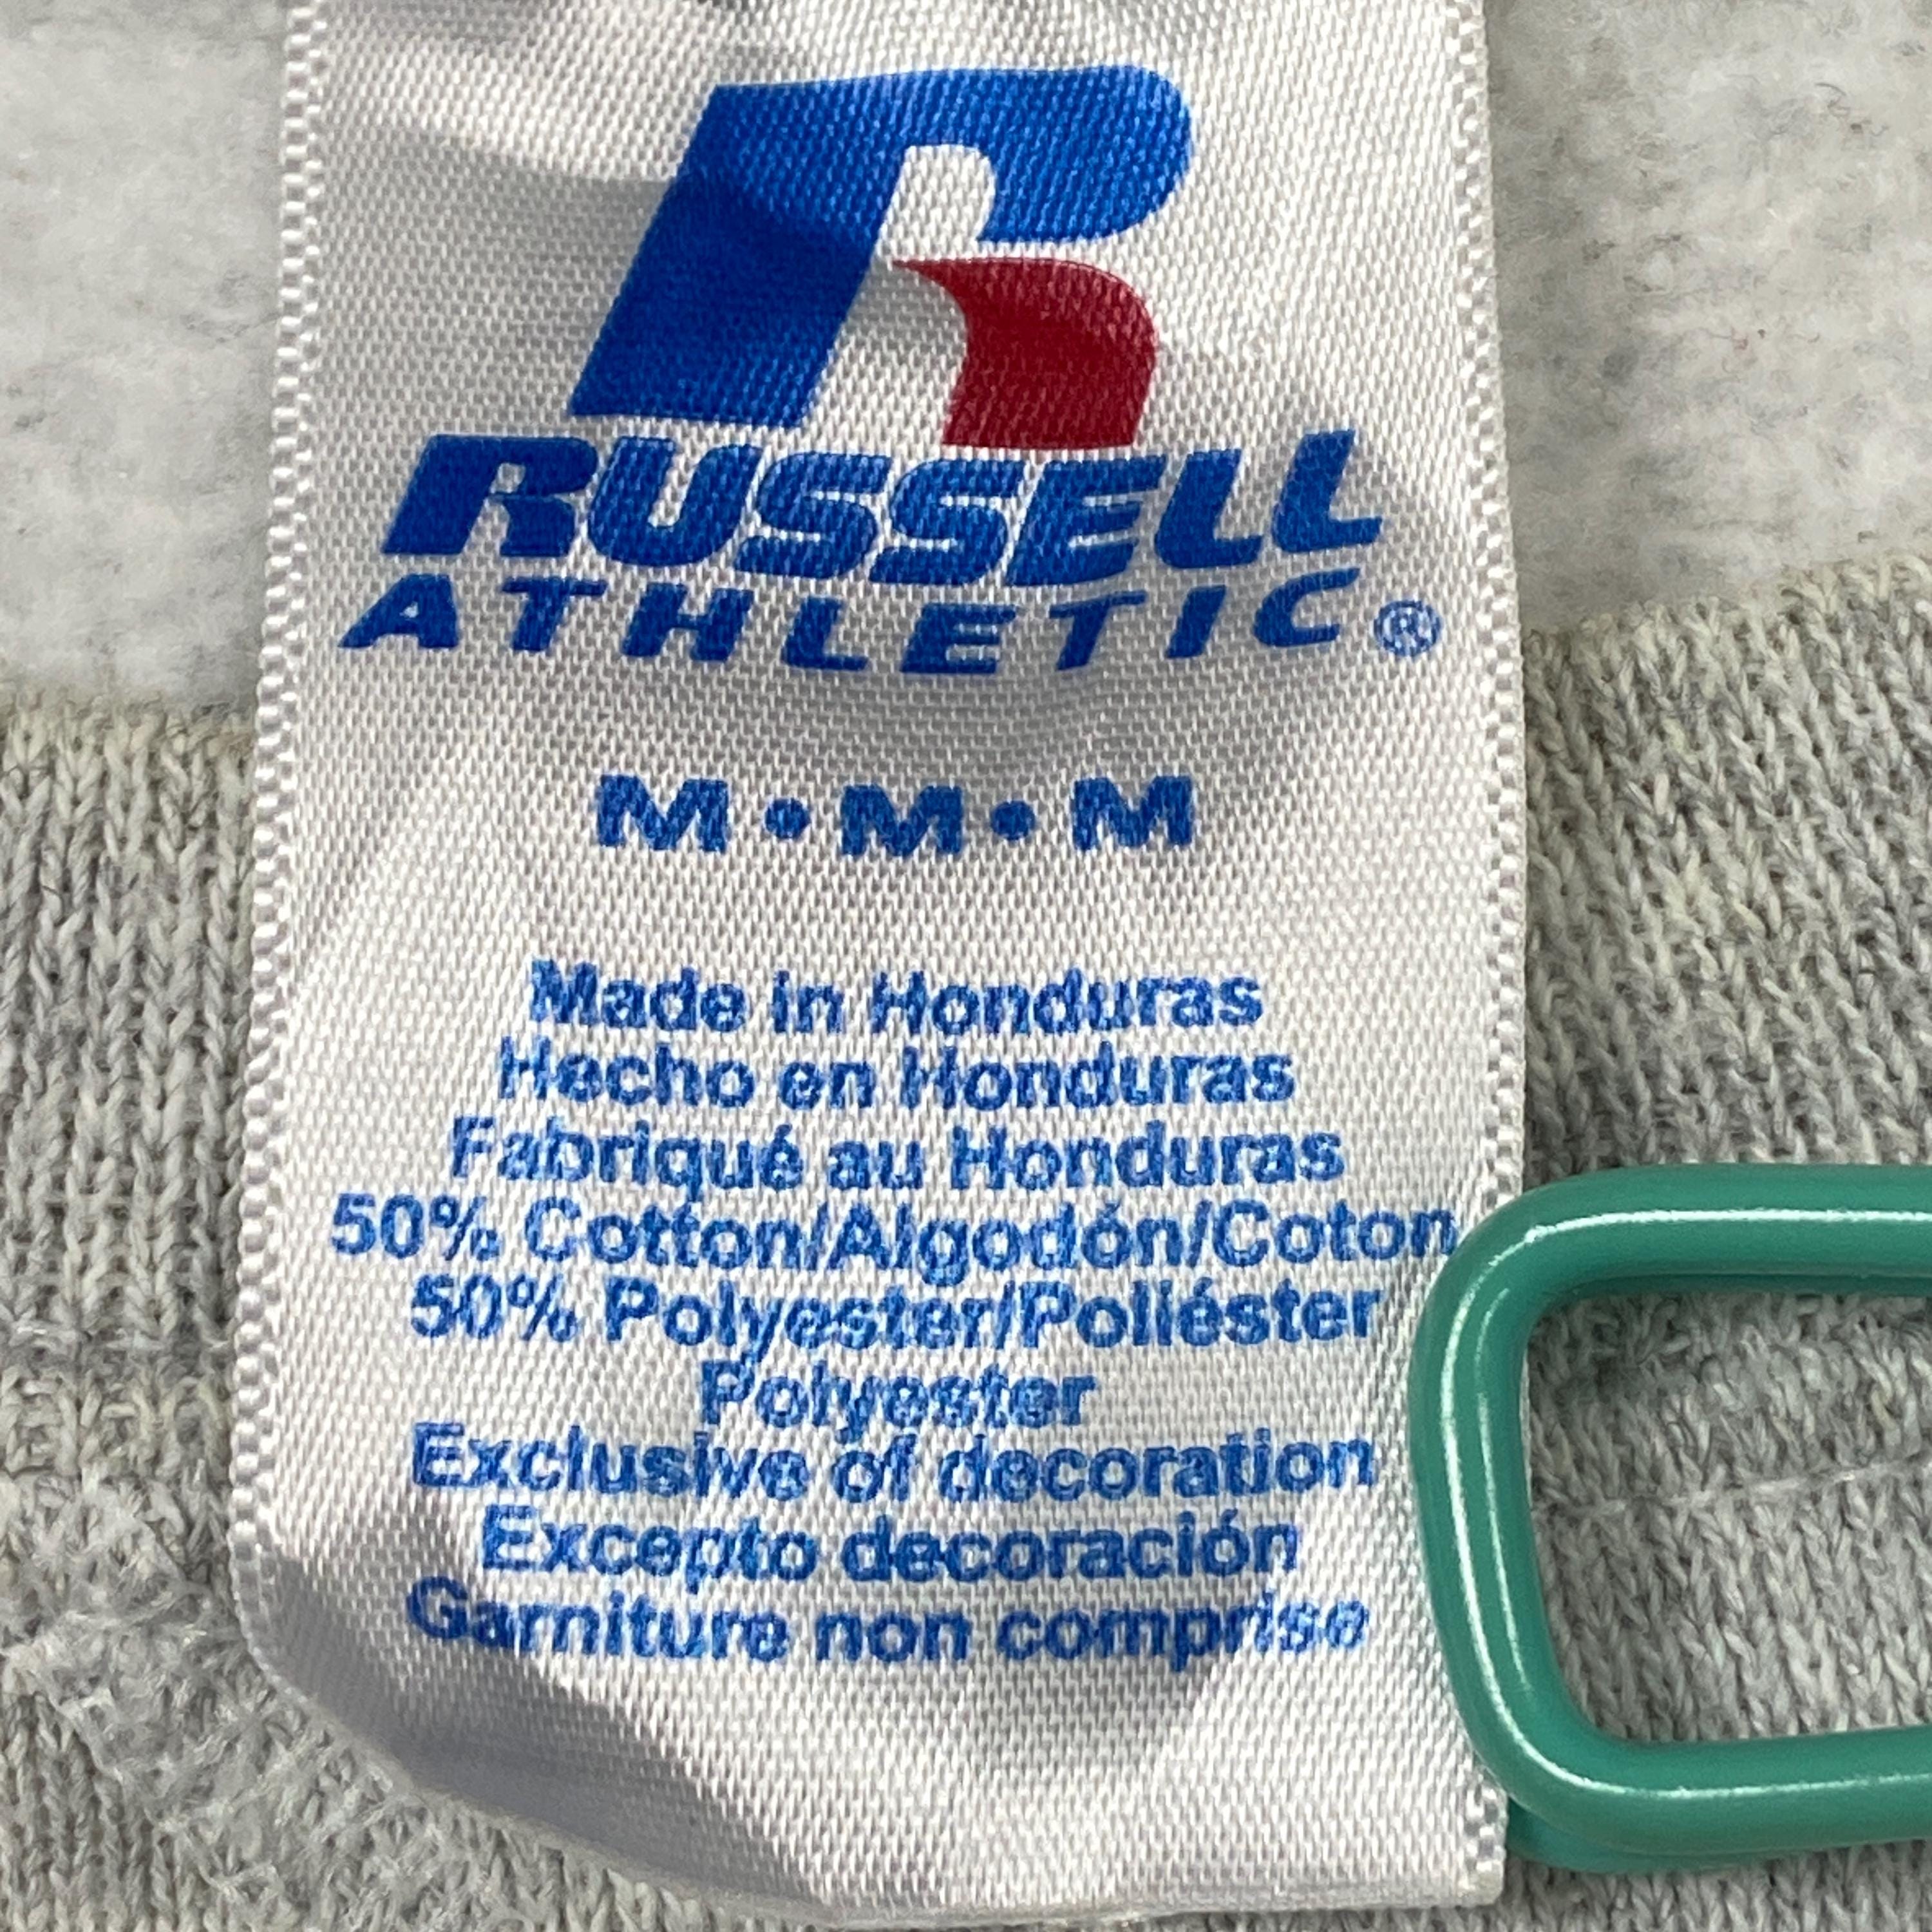 RUSSELL
ATHLETIC®
M•M•M
Made in Honduras
Hecho en Honduras
Fabriqué au Honduras
50% Cotton/Algodón/Coton
50% Polyester/Poliéster
Polyester
Exclusive of decoration
Excepto decoración
Garniture non comprise